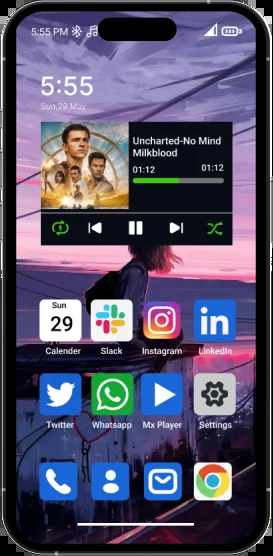 5:55 PM
5:55
Sun,29 May
Uncharted-No Mind
Milkblood
01:12 01:12
Sun
29
Calender Slack Instagram LinkedIn
in
Twitter Whatsapp Mx Player Settings